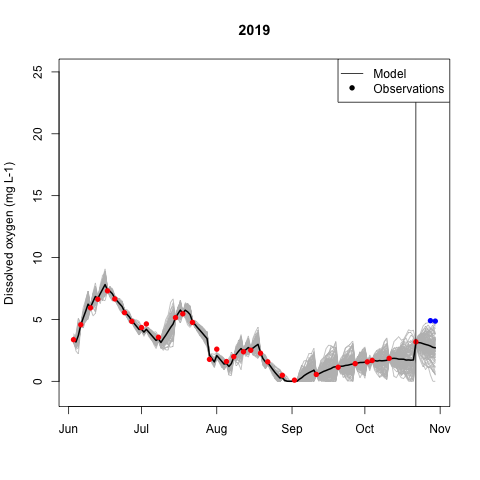 2019
Model
Observations
Dissolved oxygen (mg L-1)
25
20
15
10
5
0
Jun Jul Aug Sep Oct Nov